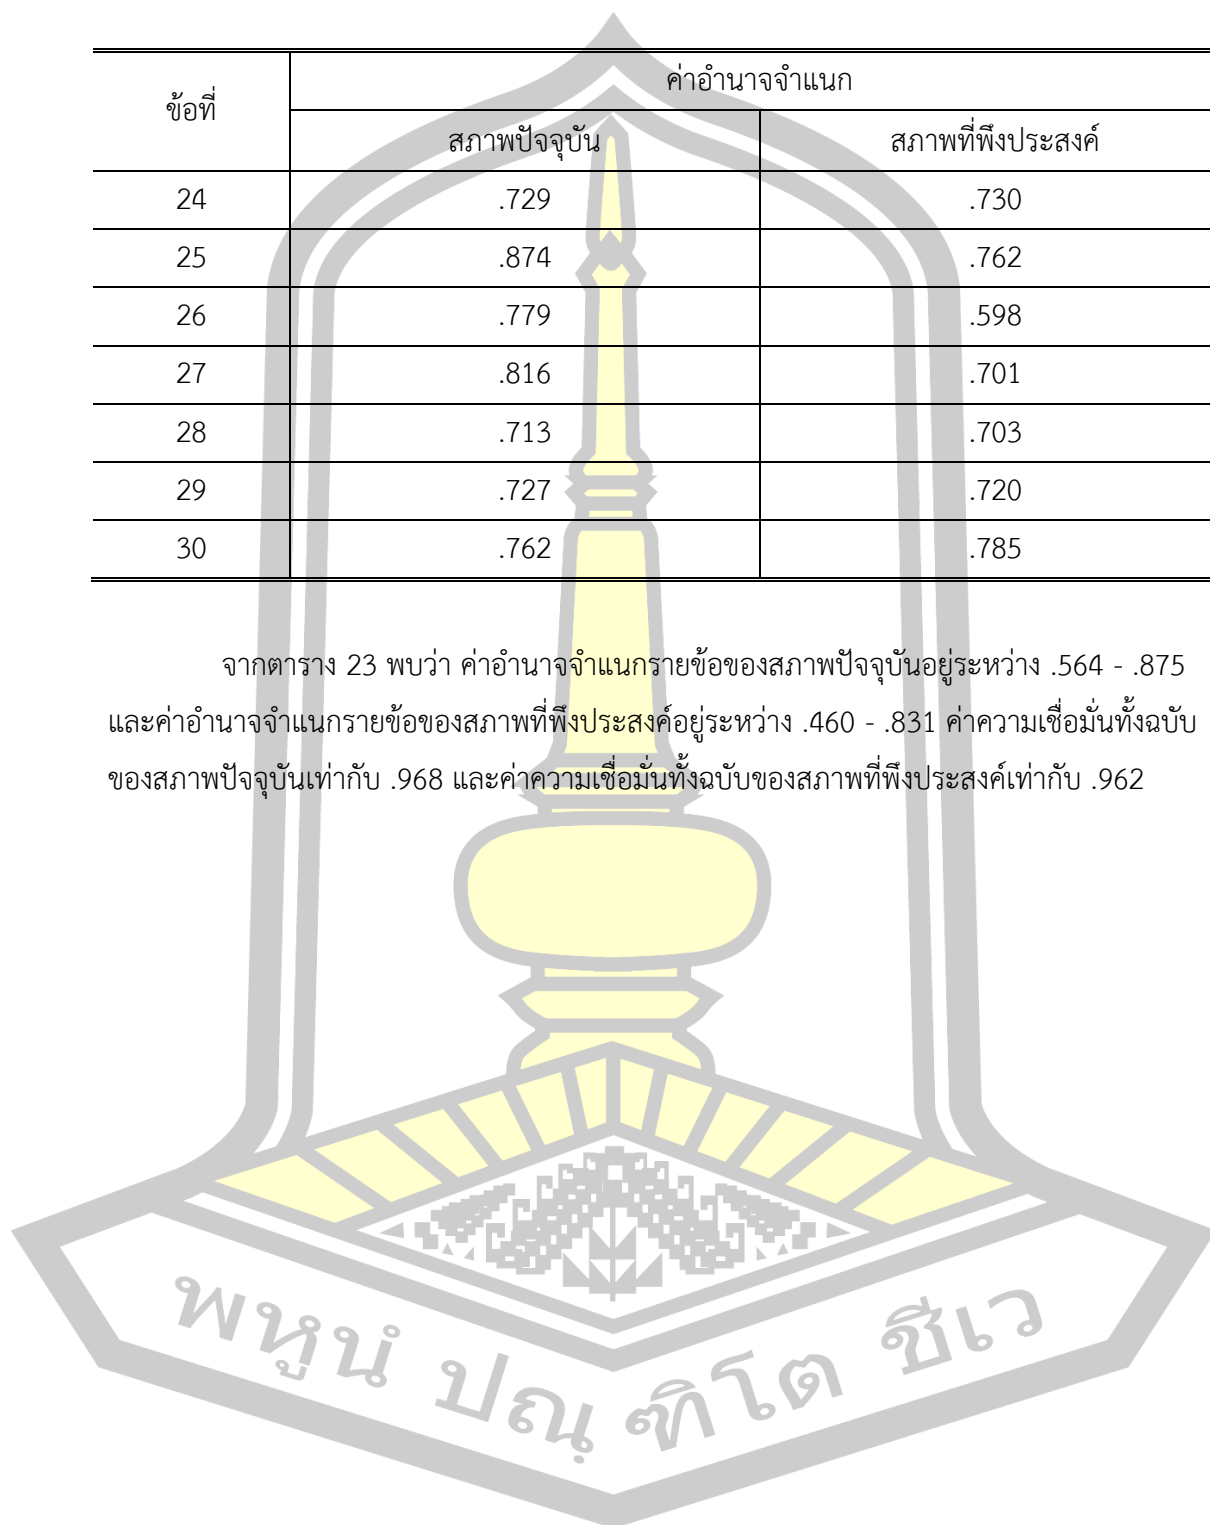 ข้อที่ ค่าอำนาจจำแนก
สภาพปัจจุบัน สภาพที่พึงประสงค์
24 .729 .730
25 .874 .762
26 .779 .598
27 .816 .701
28 .713 .703
29 .727 .720
30 .762 .785
จากตาราง 23 พบว่า ค่าอำนาจจำแนกรายข้อของสภาพปัจจุบันอยู่ระหว่าง .564 - .875
และค่าอำนาจจำแนกรายข้อของสภาพที่พึงประสงค์อยู่ระหว่าง .460 - .831 ค่าความเชื่อมั่นทั้งฉบับ
ของสภาพปัจจุบันเท่ากับ .968 และค่าความเชื่อมั่นทั้งฉบับของสภาพที่พึงประสงค์เท่ากับ .962
พหูนํ ปณฺฑิโต ชีเว